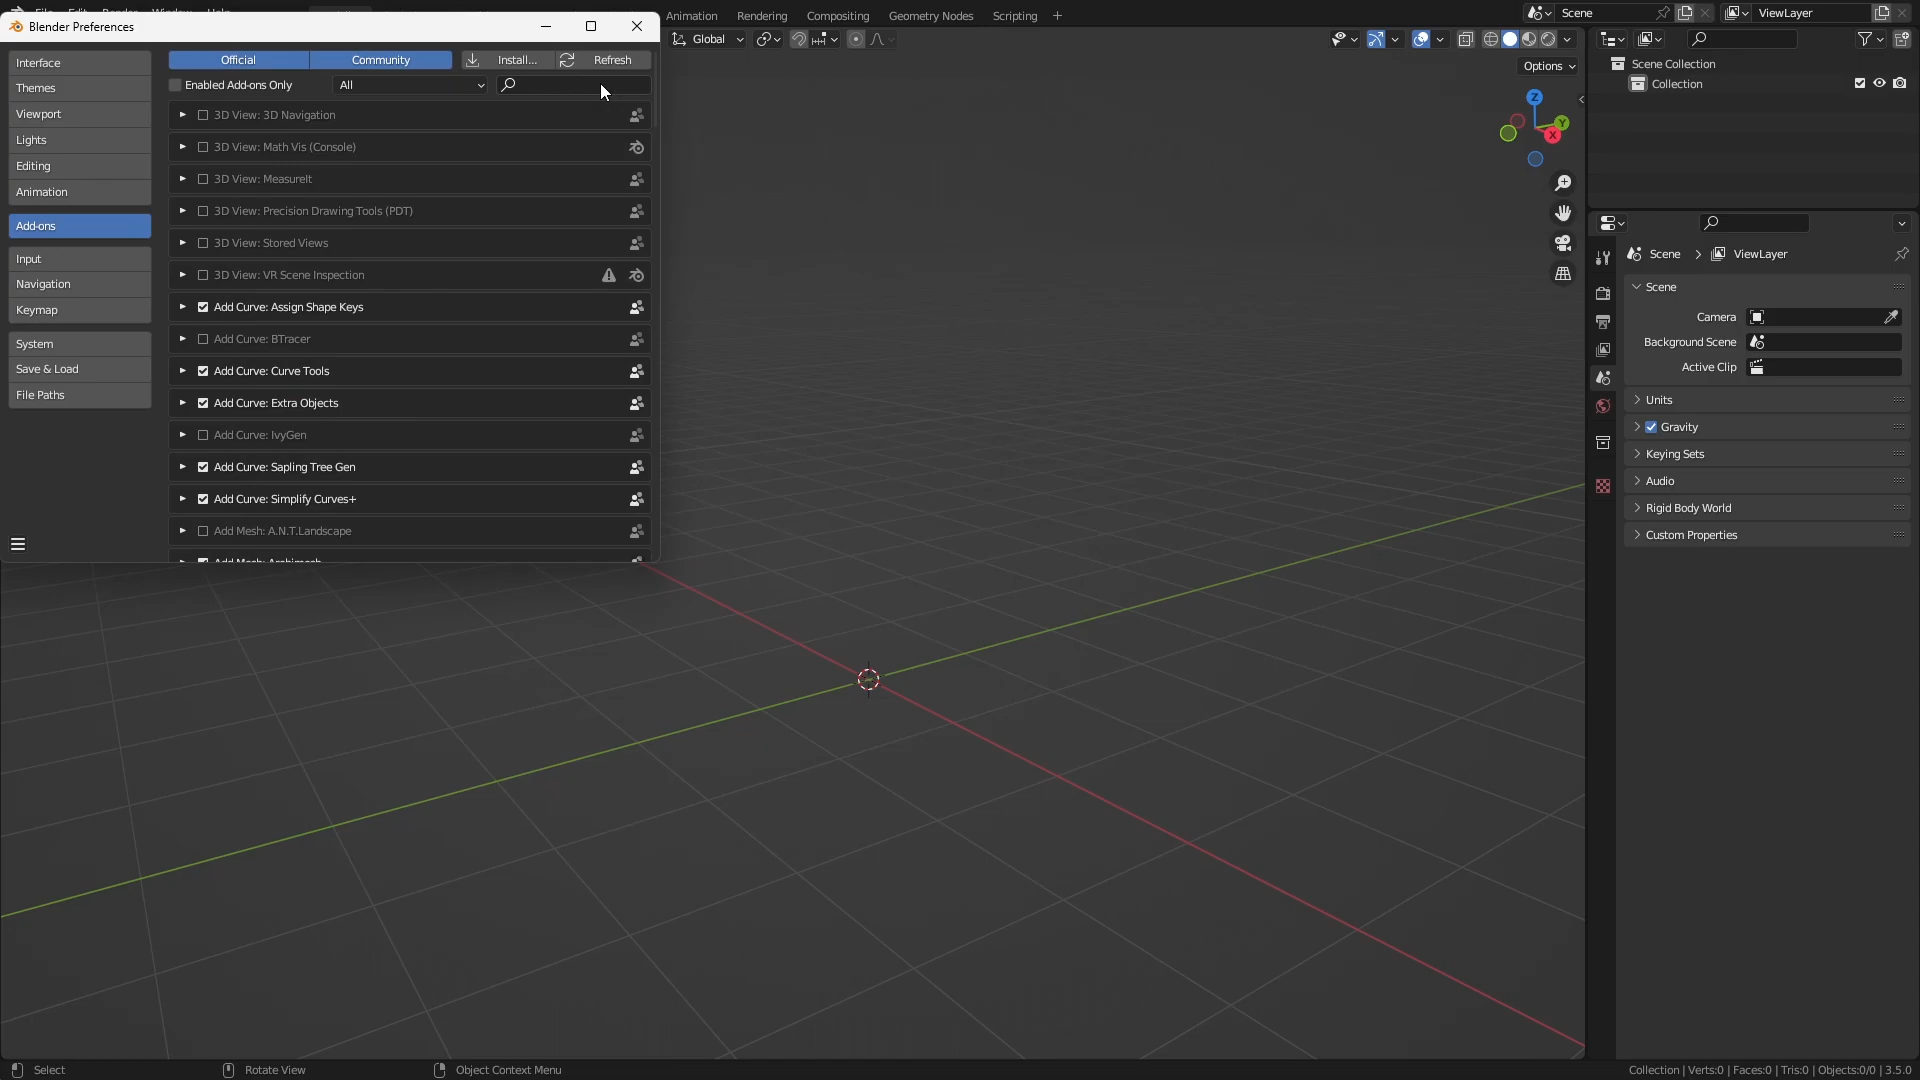 Blender Preferences
Animation Rendering Compositing Geometry Nodes Scripting
Scene ViewLayer
Global
Options
Interface
Themes
Viewport
Lights
Editing
Animation
Add-ons
Input
Navigation
Keymap
System
Save & Load
File Paths
Official Community Install... Refresh
Enabled Add-ons Only All
3D View: 3D Navigation
3D View: Math Vis (Console)
3D View: MeasureIt
3D View: Precision Drawing Tools (PDT)
3D View: Stored Views
3D View: VR Scene Inspection
Add Curve: Assign Shape Keys
Add Curve: BTracer
Add Curve: Curve Tools
Add Curve: Extra Objects
Add Curve: IvyGen
Add Curve: Sapling Tree Gen
Add Curve: Simplify Curves+
Add Mesh: A.N.T.Landscape
Add Mesh: Archimesh
Z
Y
X
Scene Collection
Collection
Scene ViewLayer
Scene
Camera
Background Scene
Active Clip
Units
Gravity
Keying Sets
Audio
Rigid Body World
Custom Properties
Select Rotate View Object Context Menu
Collection | Verts:0 | Faces:0 | Tris:0 | Objects:0/0 | 3.5.0